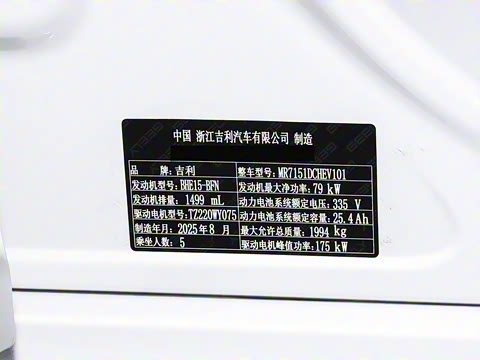 中国 浙江吉利汽车有限公司 制造
品 牌:吉利 整车型号:MR7151DCHEV101
发动机型号:BHE15-BFN 发动机最大净功率:79 kW
发动机排量:1499 mL 动力电池系统额定电压:335 V
驱动电机型号:TZ220WY075 动力电池系统额定容量:25.4Ah
制造年月:2025年8月 最大允许总质量:1994 kg
乘坐人数:5 驱动电机峰值功率:175 kW